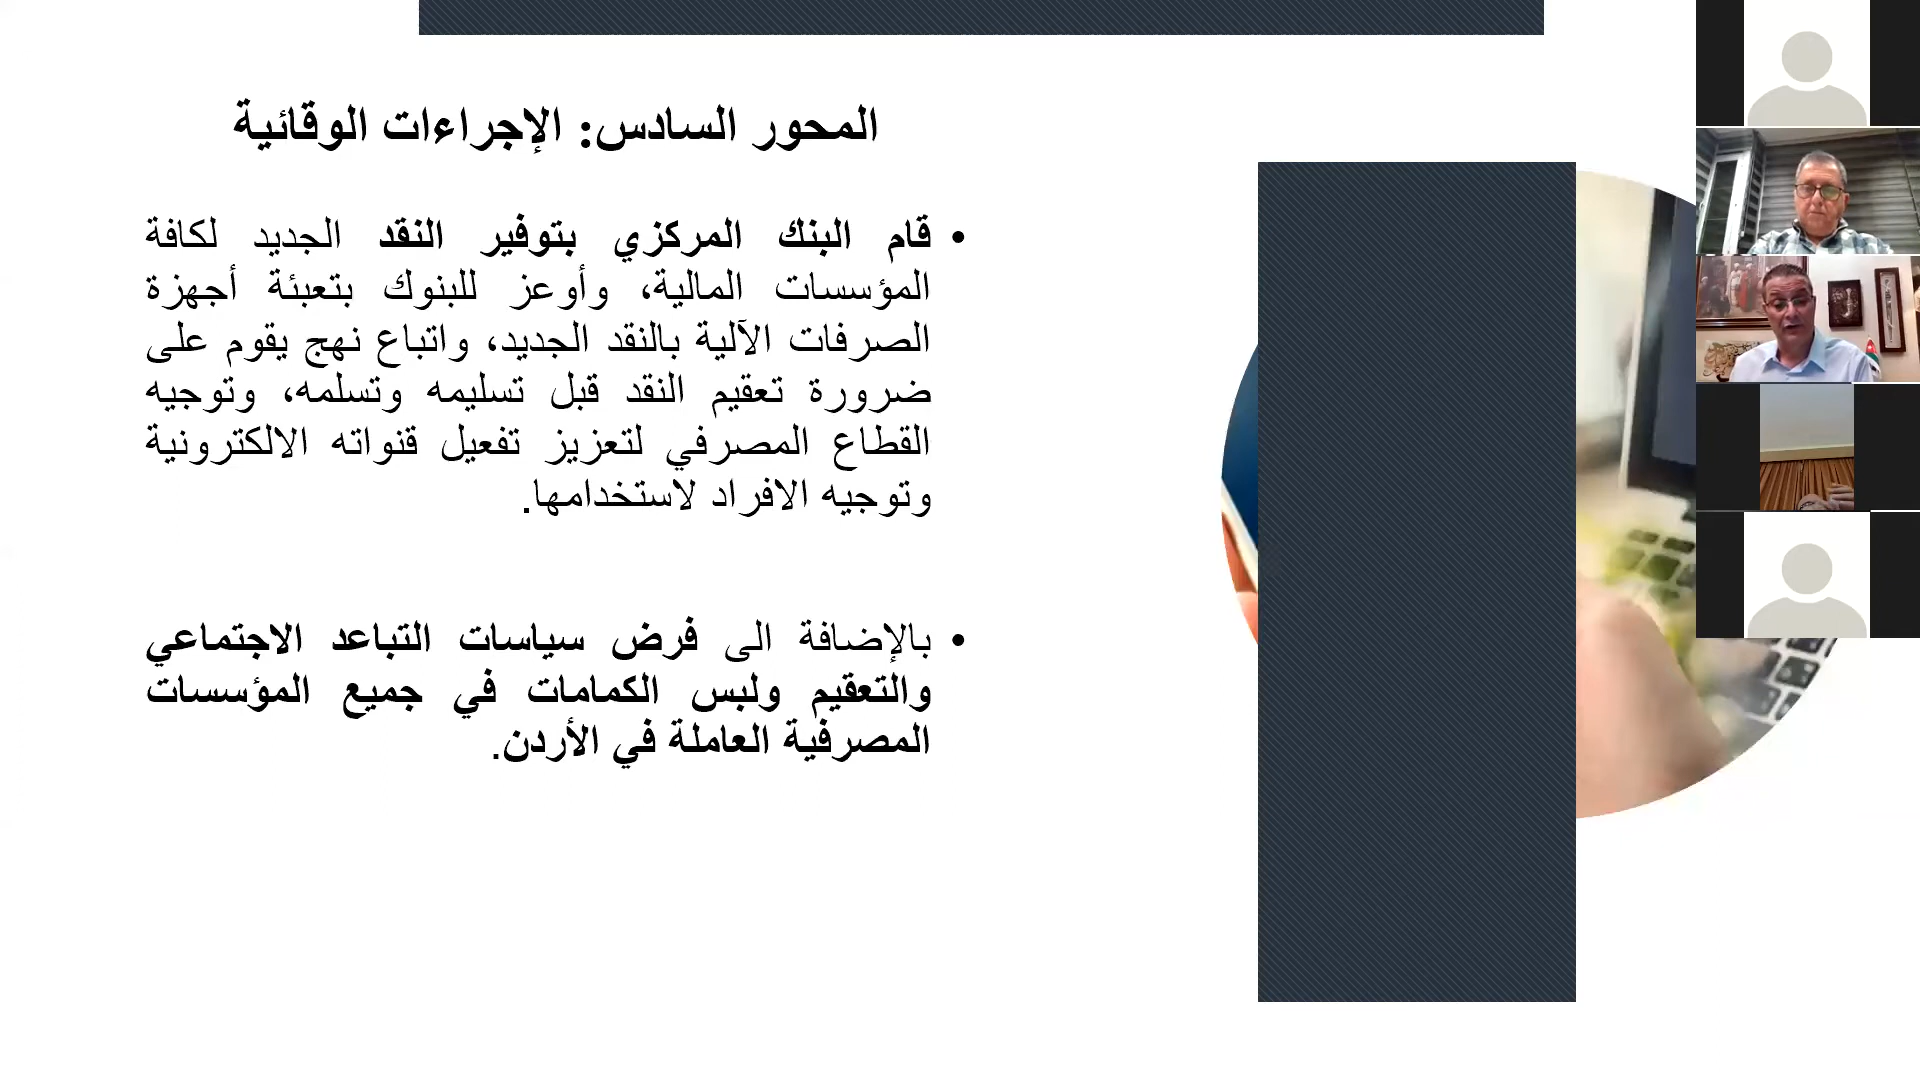 المحور السادس: الإجراءات الوقائية
• قام البنك المركزي بتوفير النقد الجديد لكافة
المؤسسات المالية، وأوعز للبنوك بتعبئة أجهزة
الصرفات الآلية بالنقد الجديد، واتباع نهج يقوم على
ضرورة تعقيم النقد قبل تسليمه وتسلمه، وتوجيه
القطاع المصرفي لتعزيز تفعيل قنواته الالكترونية
وتوجيه الافراد لاستخدامها.
• بالإضافة الى فرض سياسات التباعد الاجتماعي
والتعقيم ولبس الكمامات في جميع المؤسسات
المصرفية العاملة في الأردن.